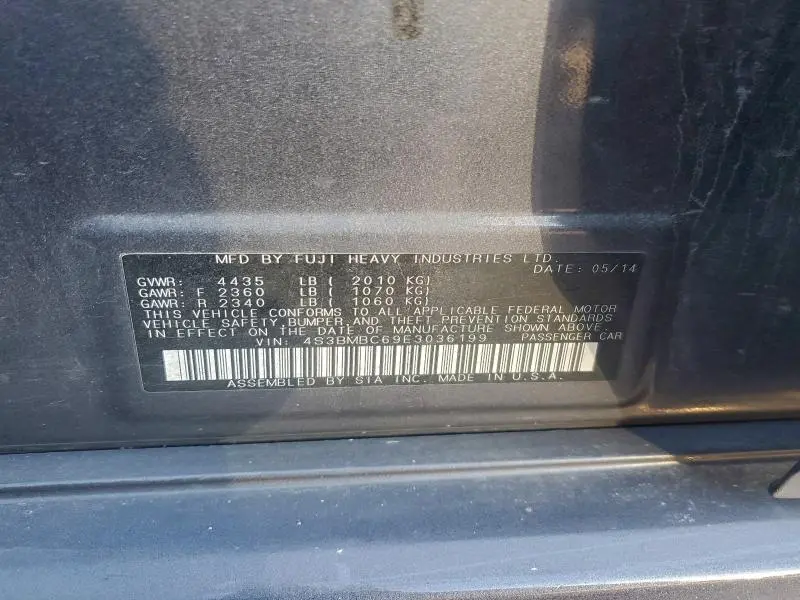 MFD BY FUJI HEAVY INDUSTRIES LTD.
DATE: 05/14
GVWR: 4435 LB ( 2010 KG)
GAWR: F 2360 LB ( 1070 KG)
GAWR: R 2340 LB ( 1060 KG)
THIS VEHICLE CONFORMS TO ALL APPLICABLE FEDERAL MOTOR
VEHICLE SAFETY, BUMPER, AND THEFT PREVENTION STANDARDS
IN EFFECT ON THE DATE OF MANUFACTURE SHOWN ABOVE.
VIN: 4S3BMBC69E3036199 PASSENGER CAR
ASSEMBLED BY SIA INC. MADE IN U.S.A.